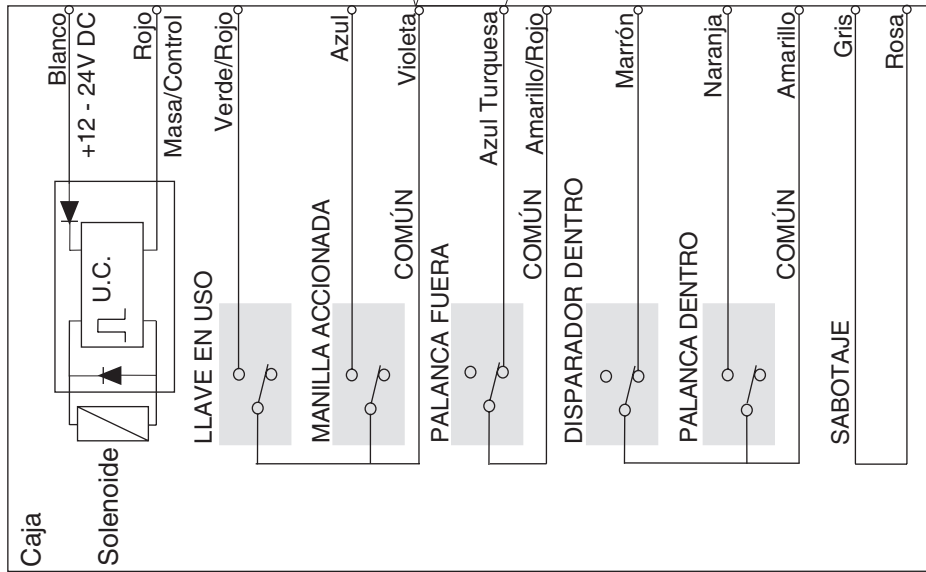 Caja
Solenoide
U.C.
Blanco
+12 - 24V DC
Rojo
Masa/Control
LLAVE EN USO
Verde/Rojo
MANILLA ACCIONADA
Azul
COMÚN
Violeta
PALANCA FUERA
Azul Turquesa
COMÚN
Amarillo/Rojo
DISPARADOR DENTRO
Marrón
PALANCA DENTRO
Naranja
COMÚN
Amarillo
SABOTAJE
Gris
Rosa